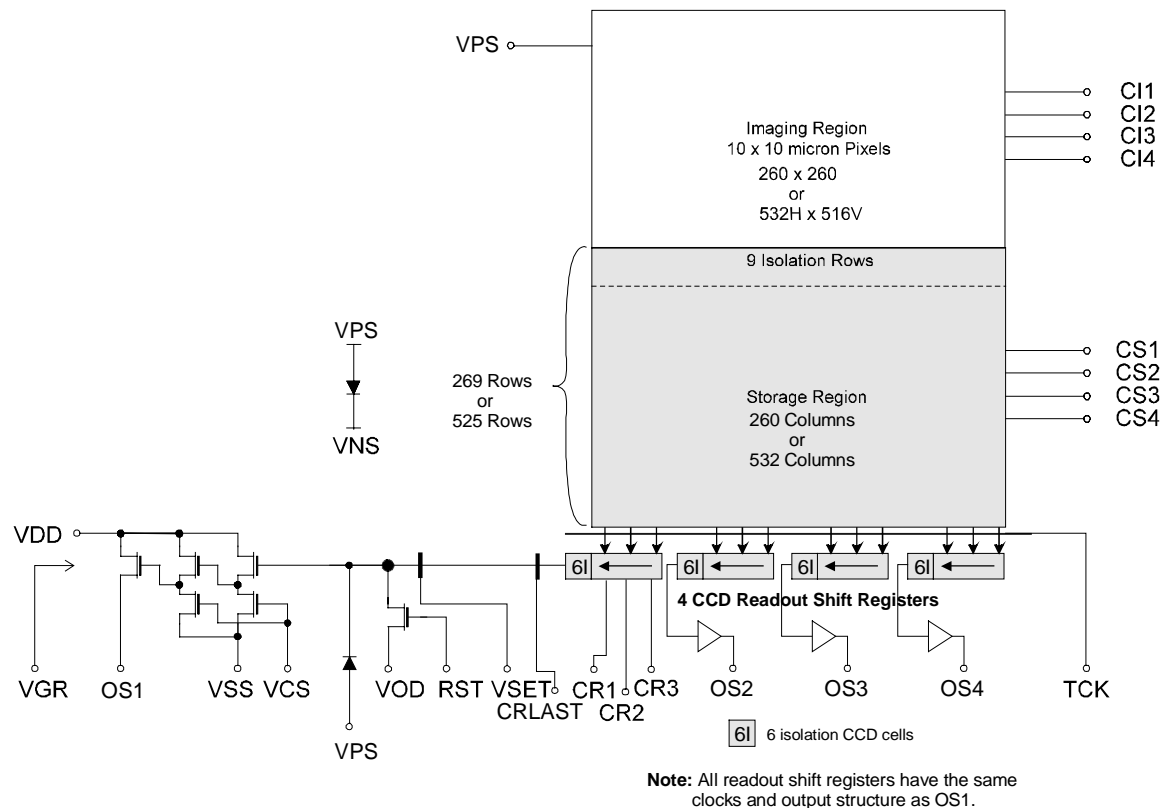 VPS
CI1
CI2
CI3
CI4
Imaging Region
10 x 10 micron Pixels
260 x 260
or
532H x 516V
9 Isolation Rows
VPS
VNS
269 Rows
or
525 Rows
CS1
CS2
CS3
CS4
Storage Region
260 Columns
or
532 Columns
VDD
6I
6I
6I
6I
4 CCD Readout Shift Registers
VGR
OS1
VSS
VCS
VOD
RST
VSET
CRLAST
CR1
CR2
CR3
OS2
OS3
OS4
TCK
VPS
6I 6 isolation CCD cells
Note: All readout shift registers have the same
clocks and output structure as OS1.